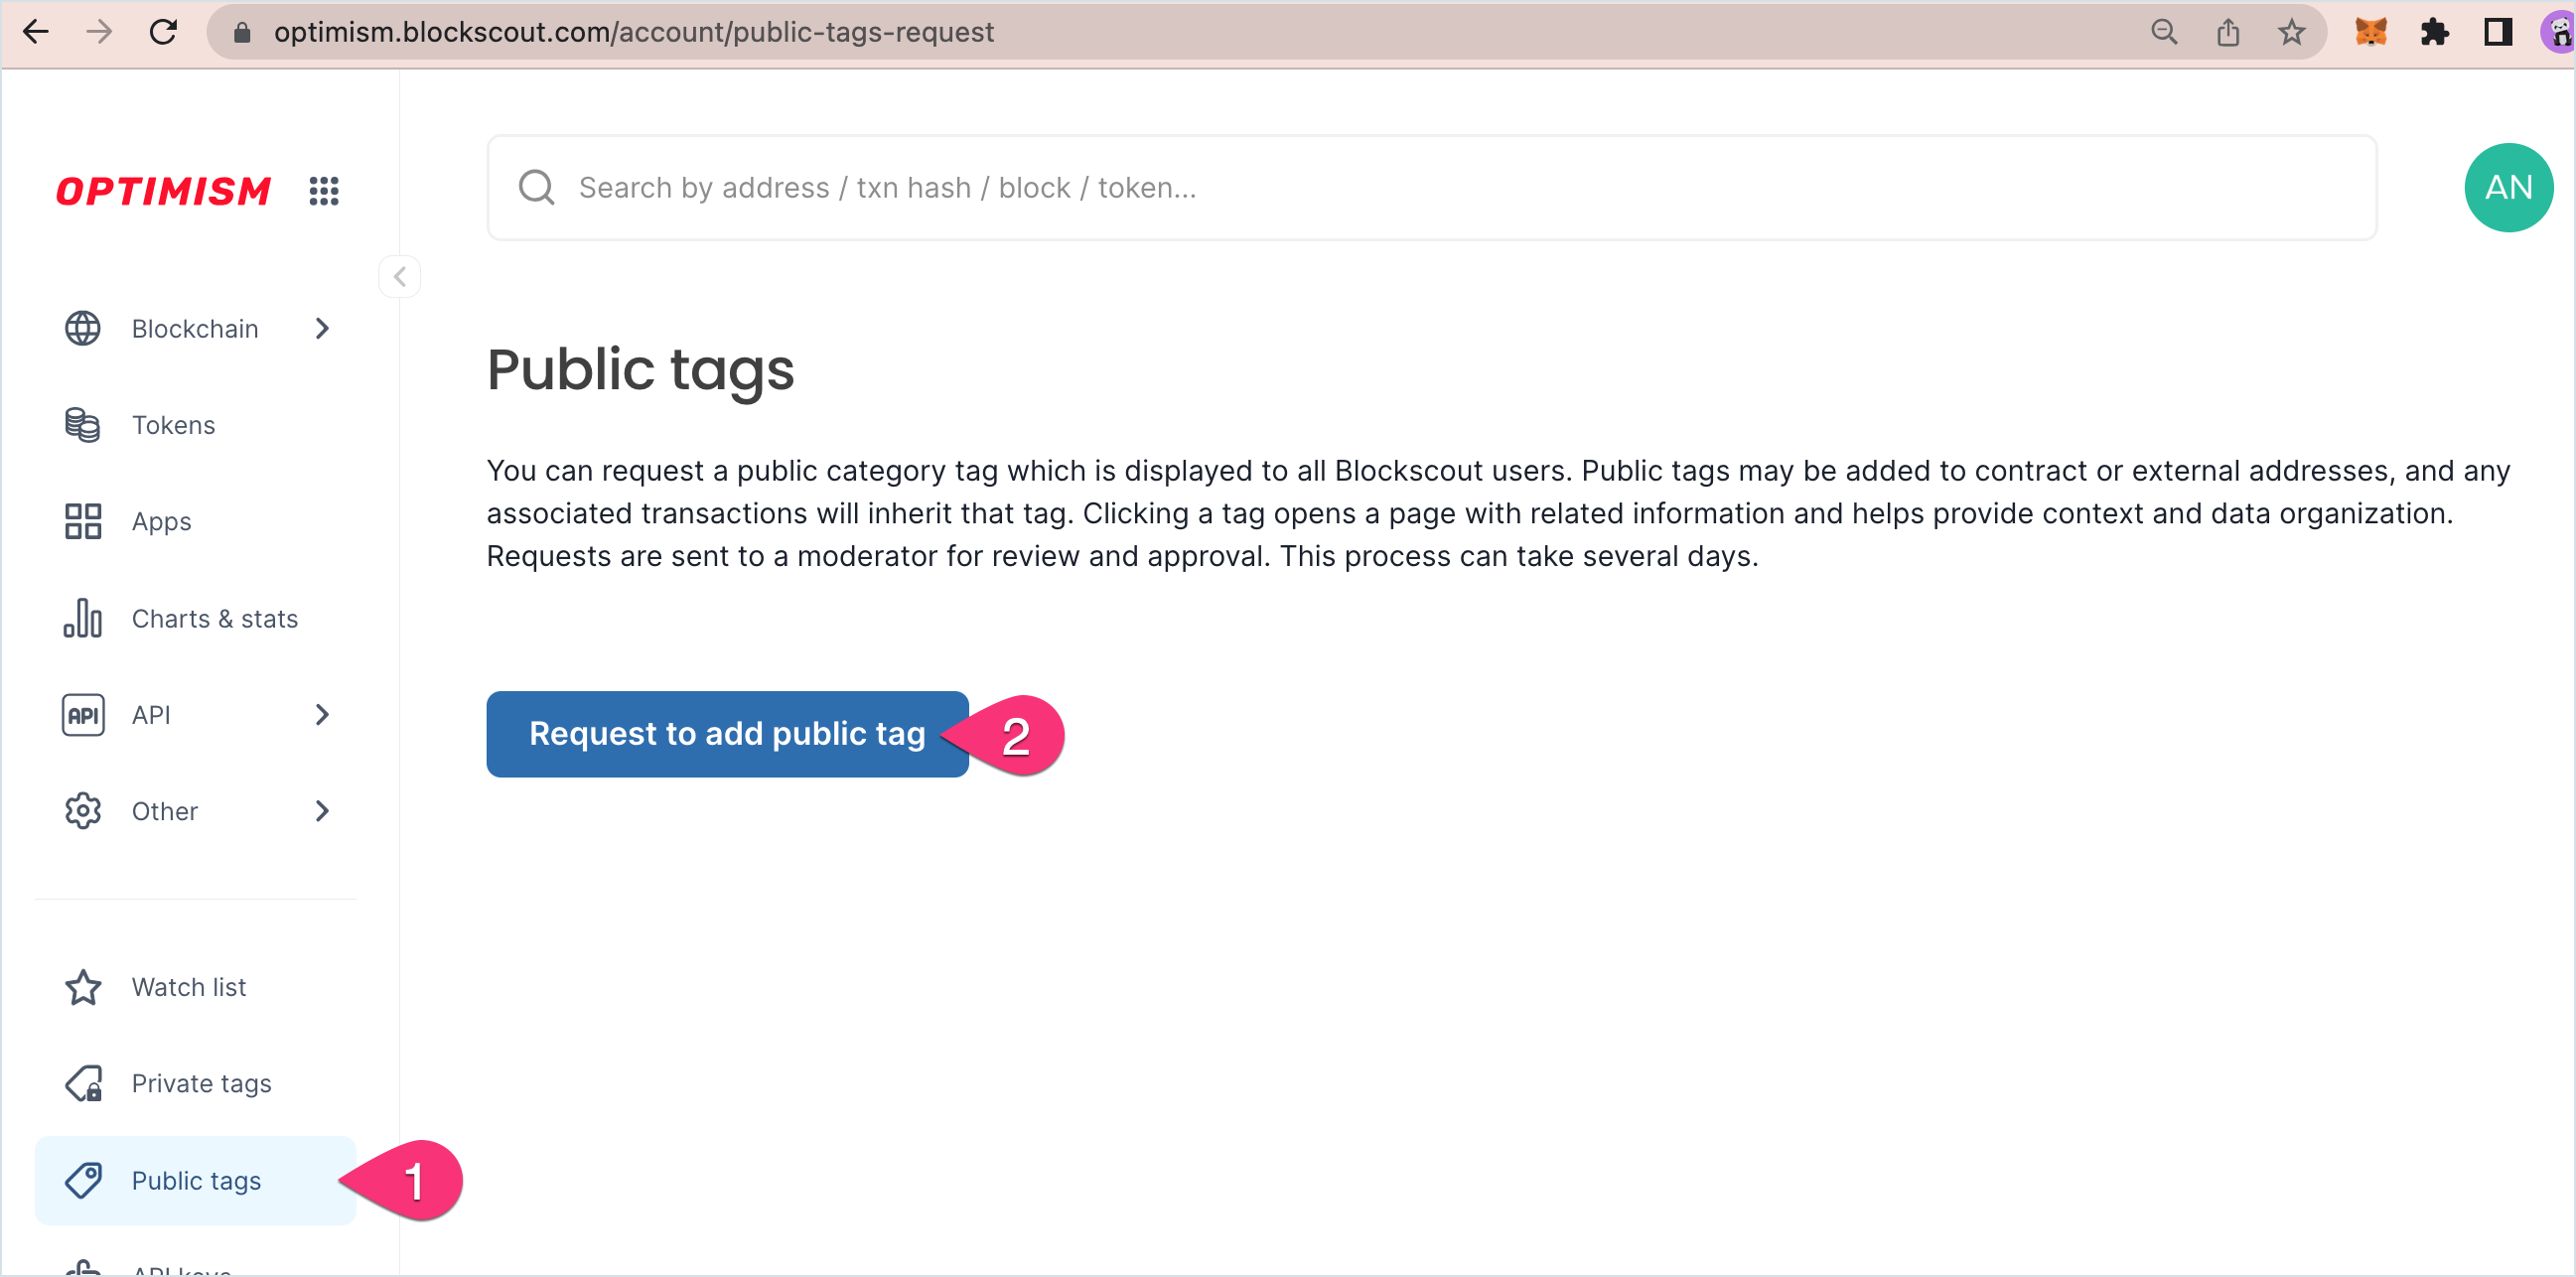 optimism.blockscout.com/account/public-tags-request
OPTIMISM
Search by address / txn hash / block / token...
AN
Blockchain
Tokens
Apps
Charts & stats
API API
Other
Watch list
Private tags
Public tags
1
API keys
Public tags
You can request a public category tag which is displayed to all Blockscout users. Public tags may be added to contract or external addresses, and any
associated transactions will inherit that tag. Clicking a tag opens a page with related information and helps provide context and data organization.
Requests are sent to a moderator for review and approval. This process can take several days.
Request to add public tag
2